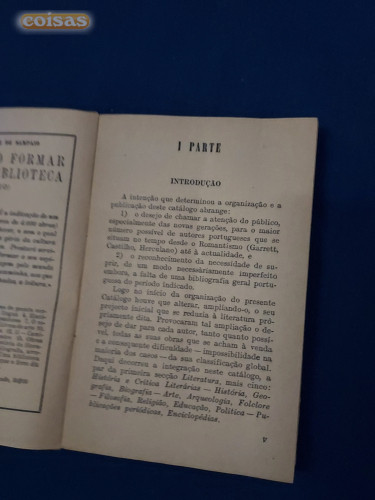 coisas
DE SAMPAIO
O FORMAR
BIBLIOTECA
I PARTE
INTRODUÇÃO
A intenção que determinou a organização e a
publicação deste catálogo abrange:
1) o desejo de chamar a atenção do público,
especialmente das novas gerações, para o maior
número possível de autores portugueses que se
situam no tempo desde o Romantismo (Garrett,
Castilho, Herculano) até à actualidade, e
2) o reconhecimento da necessidade de su-
prir, de um modo necessàriamente imperfeito
embora, a falta de uma bibliografia geral portu-
guesa do período indicado.
Logo no início da organização do presente
Catálogo houve que alterar, ampliando-o, o seu
projecto inicial que se reduzia à literatura prò-
priamente dita. Provocaram tal ampliação o de-
sejo de dar para cada autor, tanto quanto possí-
vel, todas as suas obras que se acham à venda
e a consequente dificuldade — impossibilidade na
maioria dos casos — da sua classificação global.
Daqui decorreu a integração neste catálogo, a
par da primeira secção Literatura, mais cinco:
História e Crítica Literárias — História, Geo-
grafia, Biografia — Arte, Arqueologia, Folclore
— Filosofia, Religião, Educação, Política — Pu-
blicações periódicas, Enciclopédias.
V